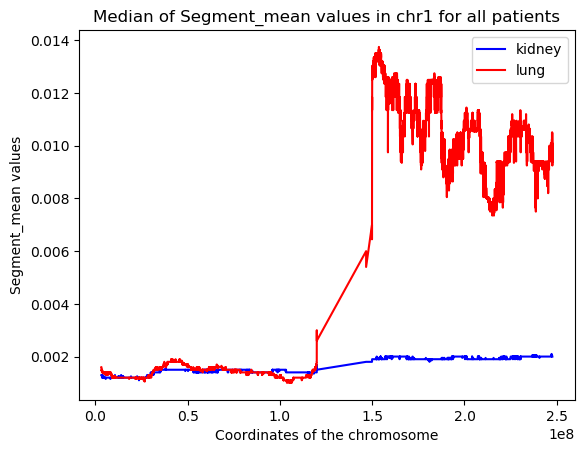 Median of Segment_mean values in chr1 for all patients
kidney
lung
Segment_mean values
0.014
0.012
0.010
0.008
0.006
0.004
0.002
0.0
0.5
1.0
1.5
2.0
2.5
1e8
Coordinates of the chromosome